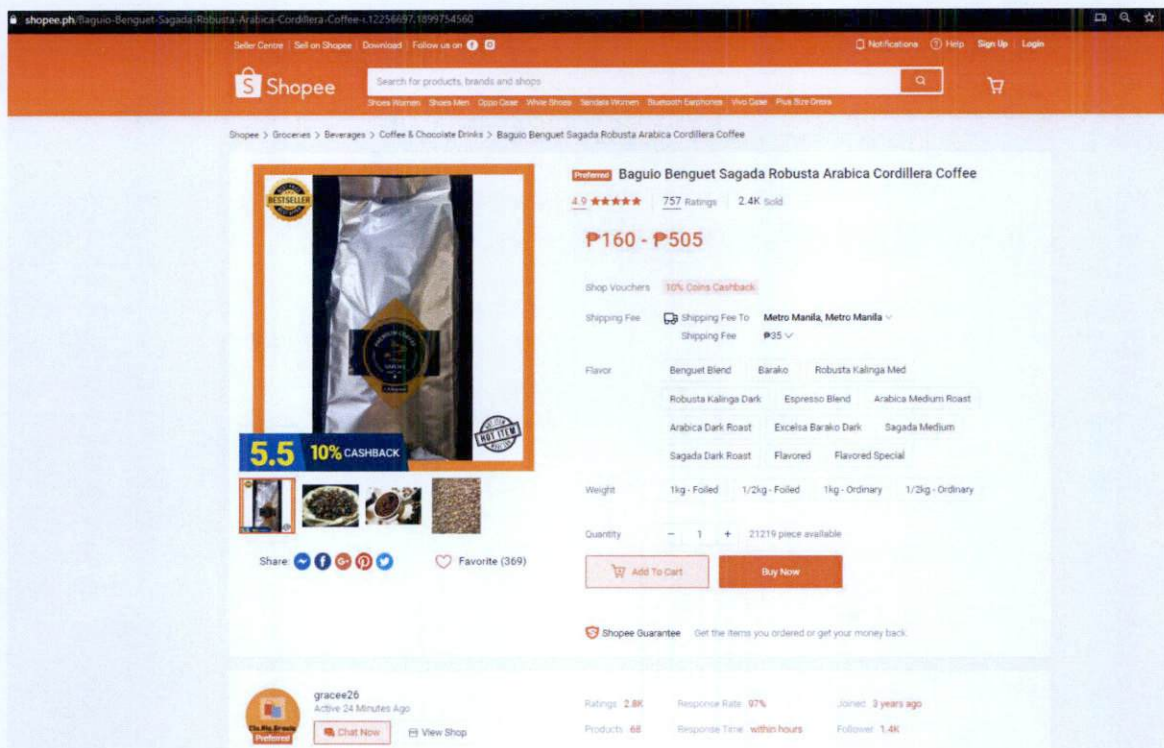 shopee.ph/Baguio-Benguet-Sagada-Robusta-Arabica-Cordillera-Coffee-i.12256697.1899754560
Seller Centre Sell on Shopee Download Follow us on
Notifications Help Sign Up Login
Shopee
Search for products, brands and shops
Shoes Women Shoes Men Oppo Case White Shoes Sandals Women Bluetooth Earphones Vivo Case Plus Size Dress
Shopee > Groceries > Beverages > Coffee & Chocolate Drinks > Baguio Benguet Sagada Robusta Arabica Cordillera Coffee
BESTSELLER
PREMIUM COFFEE
HOT ITEM
5.5 10% CASHBACK
Share:
Favorite (369)
Preferred Baguio Benguet Sagada Robusta Arabica Cordillera Coffee
4.9 757 Ratings 2.4K Sold
₱160 - ₱505
Shop Vouchers 10% Coins Cashback
Shipping Fee Shipping Fee To Metro Manila, Metro Manila
Shipping Fee ₱35
Flavor Benguet Blend Barako Robusta Kalinga Med
Robusta Kalinga Dark Espresso Blend Arabica Medium Roast
Arabica Dark Roast Excelsa Barako Dark Sagada Medium
Sagada Dark Roast Flavored Flavored Special
Weight 1kg - Foiled 1/2kg - Foiled 1kg - Ordinary 1/2kg - Ordinary
Quantity - 1 + 21219 piece available
Add To Cart Buy Now
Shopee Guarantee Get the items you ordered or get your money back.
gracee26
Active 24 Minutes Ago
Preferred
Chat Now View Shop
Ratings 2.8K Response Rate 97% Joined 3 years ago
Products 68 Response Time within hours Follower 1.4K